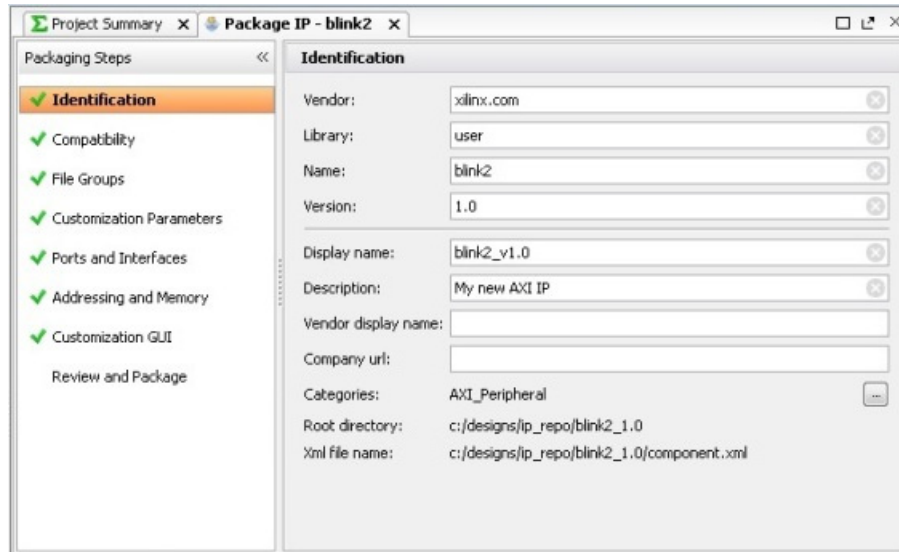 Project Summary
Package IP - blink2
Packaging Steps
Identification
Compatibility
File Groups
Customization Parameters
Ports and Interfaces
Addressing and Memory
Customization GUI
Review and Package
Identification
Vendor: xilinx.com
Library: user
Name: blink2
Version: 1.0
Display name: blink2_v1.0
Description: My new AXI IP
Vendor display name:
Company url:
Categories: AXI_Peripheral
Root directory: c:/designs/ip_repo/blink2_1.0
Xml file name: c:/designs/ip_repo/blink2_1.0/component.xml